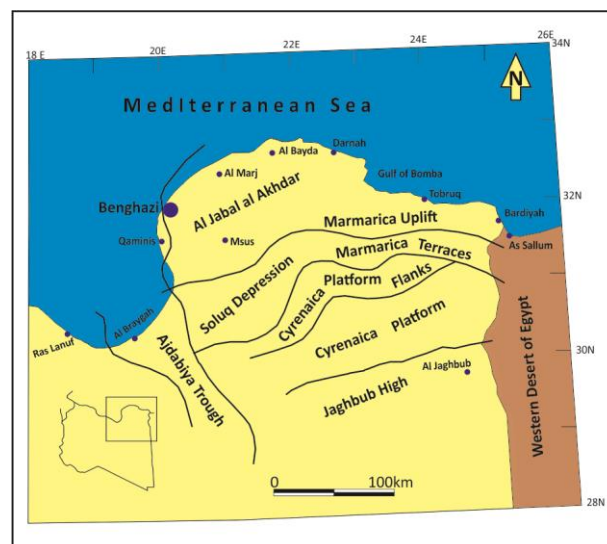 18 E
20E
22E
24E
26E
34N
N
MedIterranean Sea
Al Bayda
Darnah
Al Marj
Gulf of Bomba
Tobruq
32N
Benghazi
Al Jabal al Akhdar
Bardiyah
Qaminis
Msus
Marmarica Uplift
As Sallum
Marmarica Terraces
Soluq Depression
Platform Flanks
Cyrenaica
Cyrenaica Platform
Al Braygah
Ras Lanuf
Ajdabiya
Trough
30N
Al Jaghbub
Jaghbub High
Western Desert of Egypt
0
100km
28N